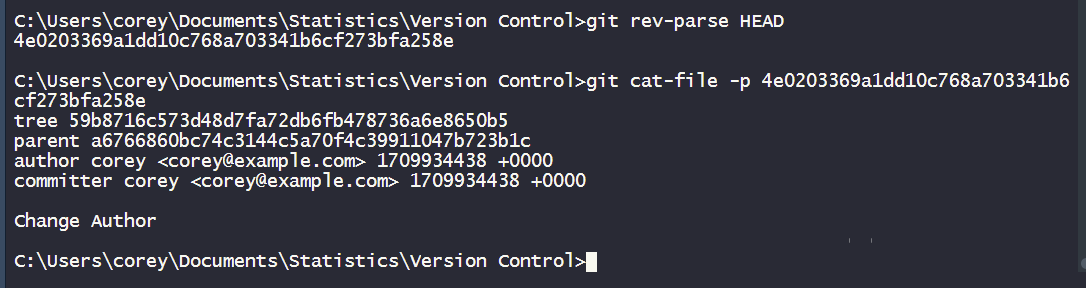 C:\Users\corey\Documents\Statistics\Version Control>git rev-parse HEAD
4e0203369a1dd10c768a703341b6cf273bfa258e
C:\Users\corey\Documents\Statistics\Version Control>git cat-file -p 4e0203369a1dd10c768a703341b6
cf273bfa258e
tree 59b8716c573d48d7fa72db6fb478736a6e8650b5
parent a6766860bc74c3144c5a70f4c39911047b723b1c
author corey <corey@example.com> 1709934438 +0000
committer corey <corey@example.com> 1709934438 +0000
Change Author
C:\Users\corey\Documents\Statistics\Version Control>